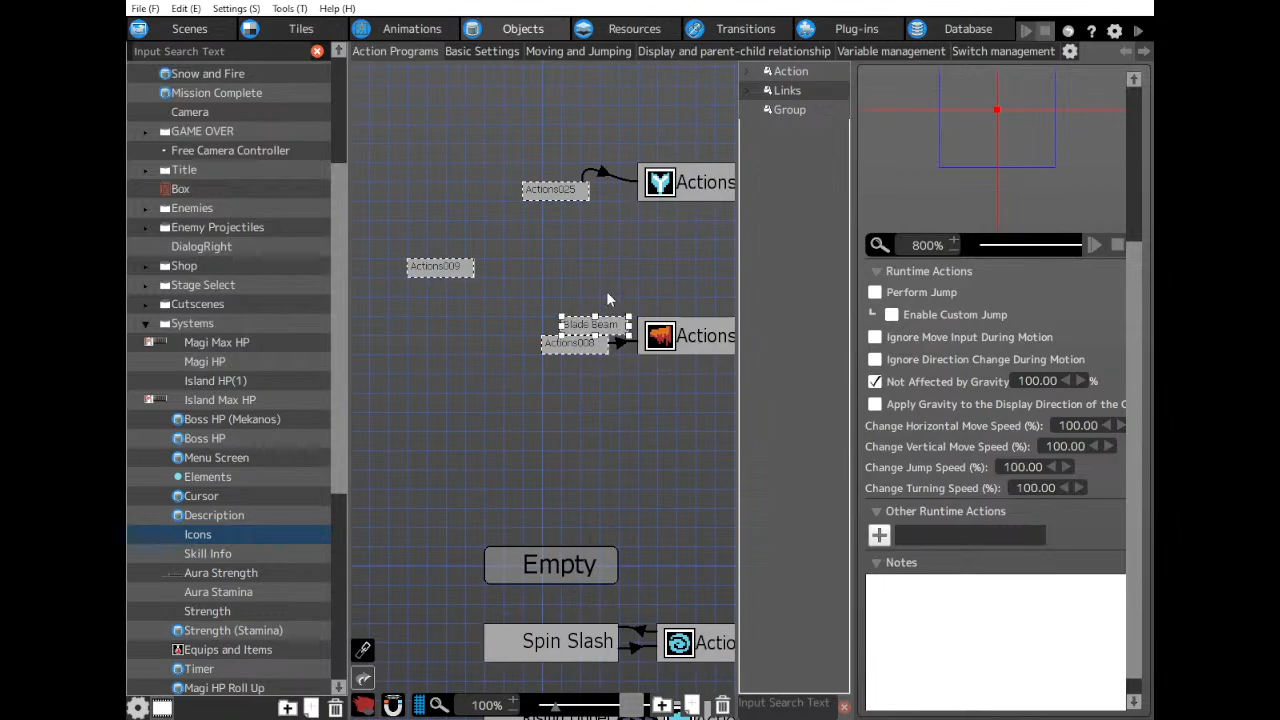 File (F) Edit (E) Settings (S) Tools (T) Help (H)
Scenes Tiles Animations Objects Resources Transitions Plug-ins Database
Input Search Text
Action Programs Basic Settings Moving and Jumping Display and parent-child relationship Variable management Switch management
Snow and Fire
Mission Complete
Camera
GAME OVER
Free Camera Controller
Title
Box
Enemies
Enemy Projectiles
DialogRight
Shop
Stage Select
Cutscenes
Systems
Magi Max HP
Magi HP
Island HP(1)
Island Max HP
Boss HP (Mekanos)
Boss HP
Menu Screen
Elements
Cursor
Description
Icons
Skill Info
Aura Strength
Aura Stamina
Strength
Strength (Stamina)
Equips and Items
Timer
Magi HP Roll Up
Actions025
Actions
Actions009
Blade Beam
Actions008
Actions
Empty
Spin Slash
Actio
100%
Action
Links
Group
Input Search Text
800%
Runtime Actions
Perform Jump
Enable Custom Jump
Ignore Move Input During Motion
Ignore Direction Change During Motion
Not Affected by Gravity 100.00 %
Apply Gravity to the Display Direction of the C
Change Horizontal Move Speed (%): 100.00
Change Vertical Move Speed (%): 100.00
Change Jump Speed (%): 100.00
Change Turning Speed (%): 100.00
Other Runtime Actions
Notes